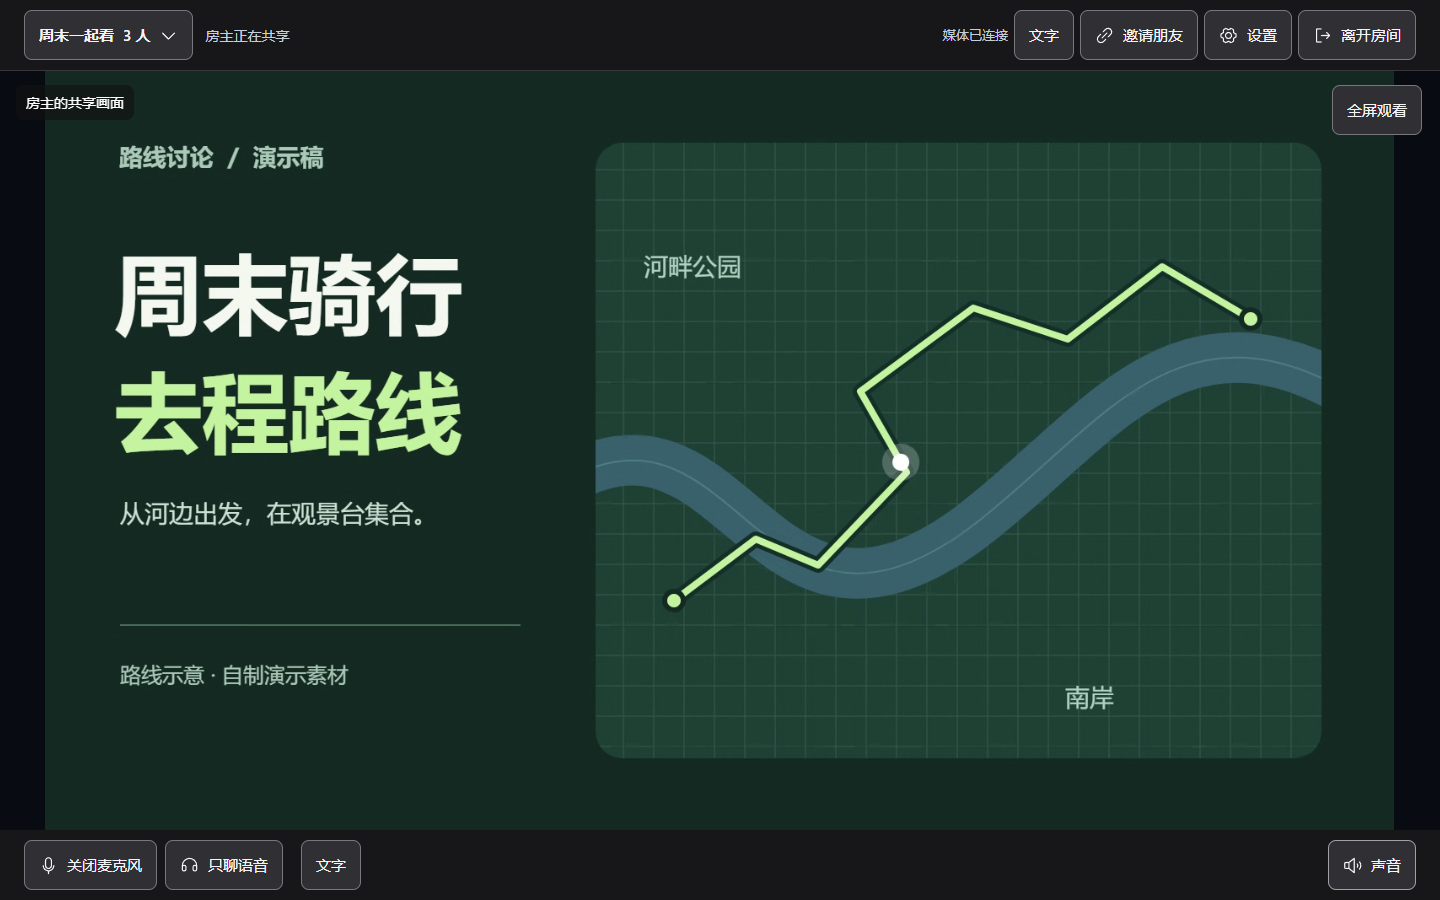 周末一起看 3 人
房主正在共享
媒体已连接
文字
邀请朋友
设置
离开房间
房主的共享画面
全屏观看
路线讨论 / 演示稿
周末骑行
去程路线
从河边出发，在观景台集合。
路线示意 · 自制演示素材
河畔公园
南岸
关闭麦克风
只聊语音
文字
声音